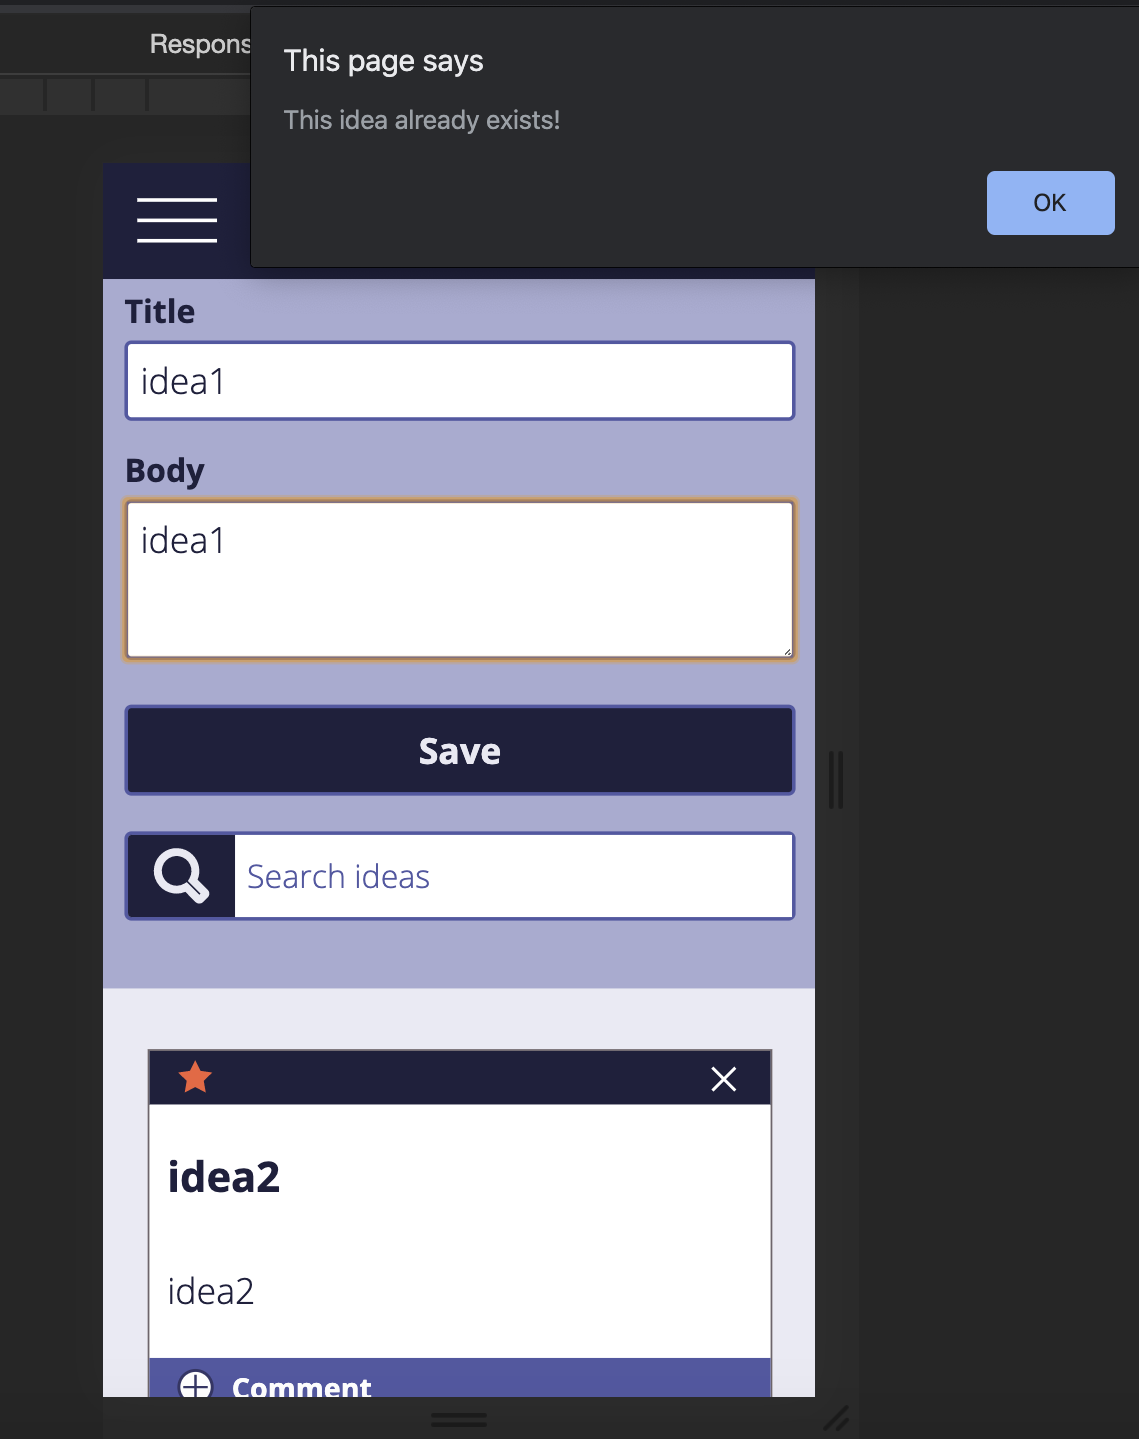 Respons
This page says
This idea already exists!
OK
Title
idea1
Body
idea1
Save
Search ideas
idea2
idea2
Comment